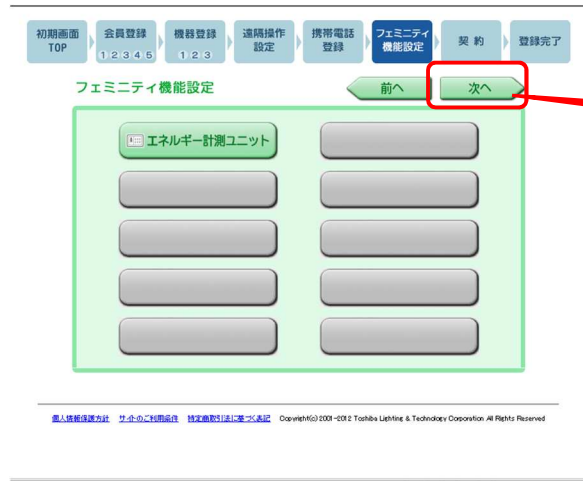 初期画面 TOP
会員登録 1 2 3 4 5
機器登録 1 2 3
遠隔操作 設定
携帯電話 登録
フェミニティ 機能設定
契 約
登録完了
フェミニティ機能設定
前へ
次へ
エネルギー計測ユニット
個人情報保護方針 サイトのご利用条件 特定商取引法に基づく表記 Copyright(c) 2001-2012 Toshiba Lighting & Technology Corporation All Rights Reserved